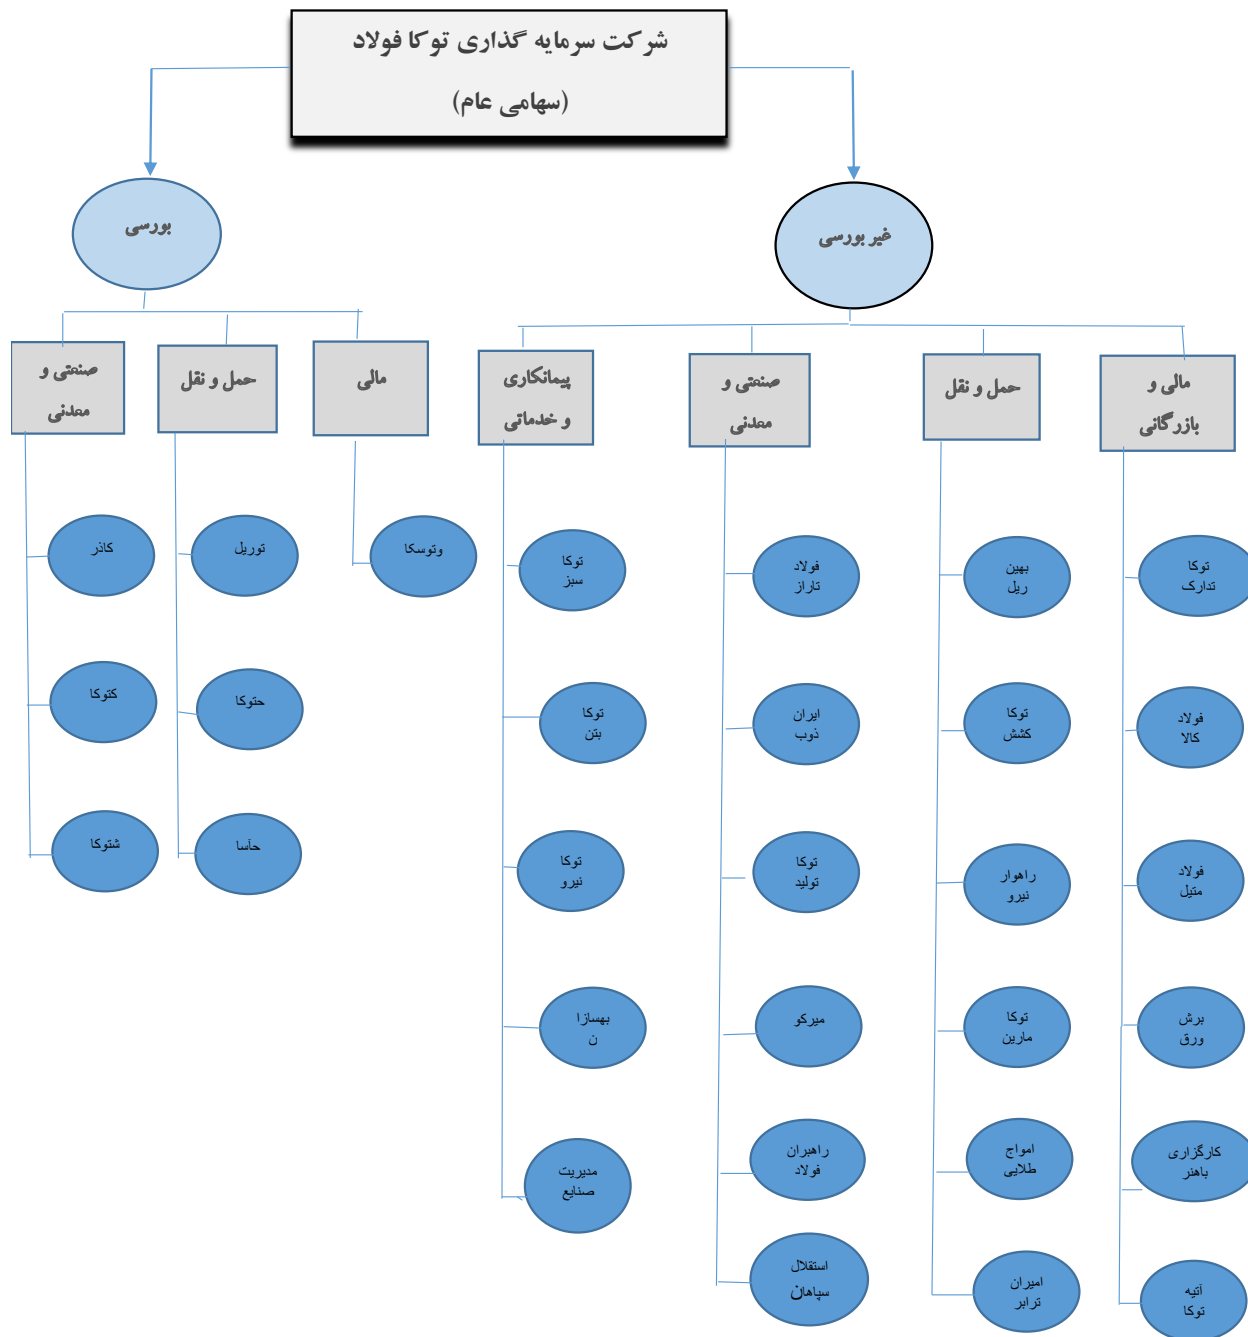 شرکت سرمایه گذاری توکا فولاد
(سهامی عام)
غیر بورسی
بورسی
مالی و
بازرگانی
حمل و نقل
صنعتی و
معدنی
پیمانکاری
و خدماتی
مالی
حمل و نقل
صنعتی و
معدنی
توکا
تدارک
فولاد
کالا
فولاد
متیل
برش
ورق
کارگزاری
باهنر
آتیه
توکا
بهین
ریل
توکا
کشش
راهوار
نیرو
توکا
مارین
امواج
طلایی
امیران
ترابر
فولاد
تاراز
ایران
ذوب
توکا
تولید
میرکو
راهبران
فولاد
استقلال
سپاهان
توکا
سبز
توکا
بتن
توکا
نیرو
بهسازا
ن
مدیریت
صنایع
وتوسکا
توریل
حتوکا
حآسا
کاذر
کتوکا
شتوکا